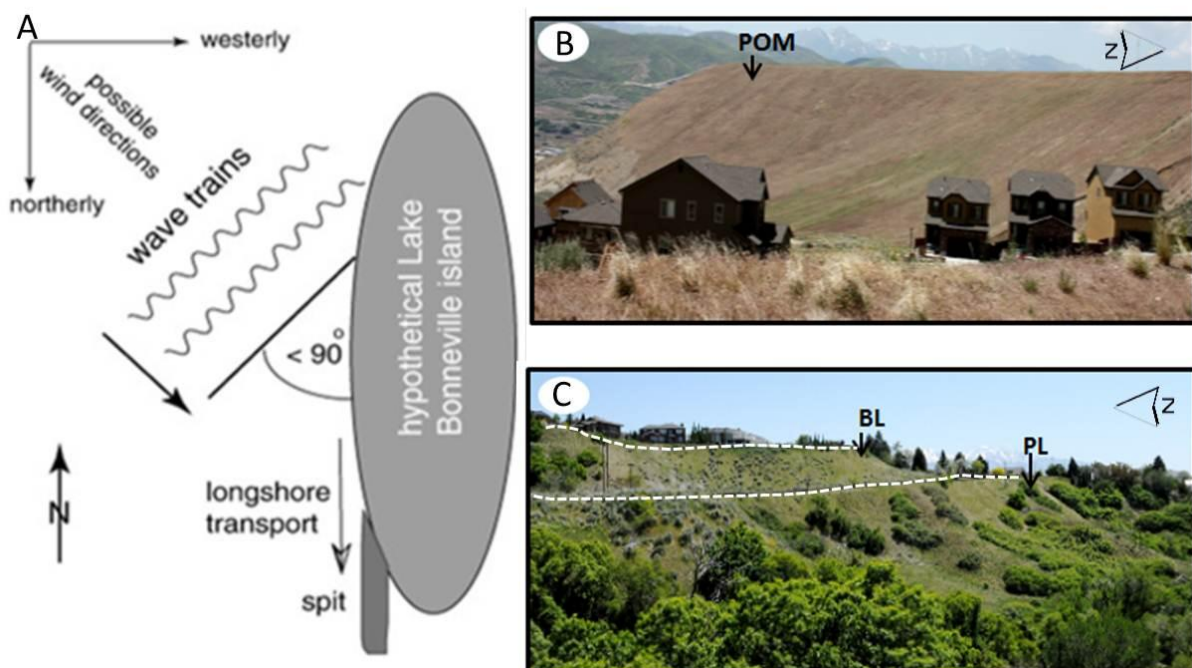 A
westerly
possible
wind directions
northerly
wave trains
< 90°
hypothetical Lake
Bonneville island
longshore
transport
spit
N
B
POM
N
C
BL
PL
N